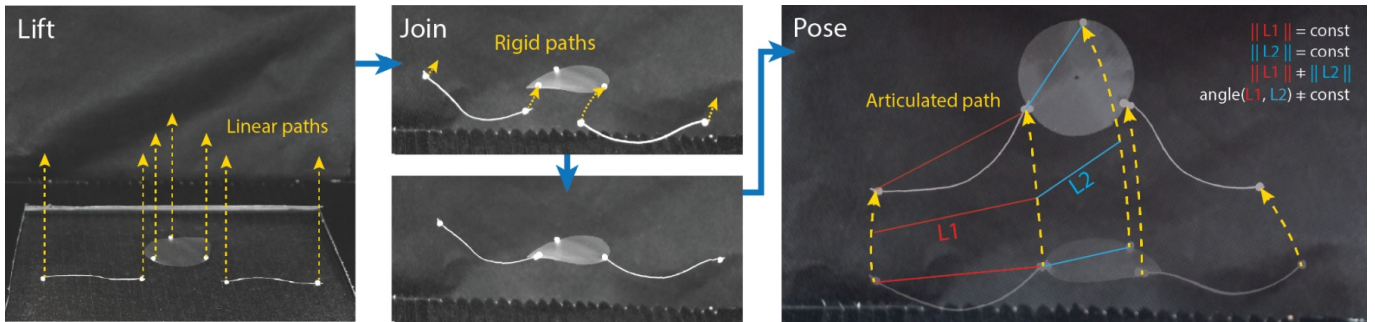 Lift
Linear paths
Join
Rigid paths
Pose
Articulated path
|| L1 || = const
|| L2 || = const
|| L1 || ≠ || L2 ||
angle(L1, L2) ≠ const
L1
L2